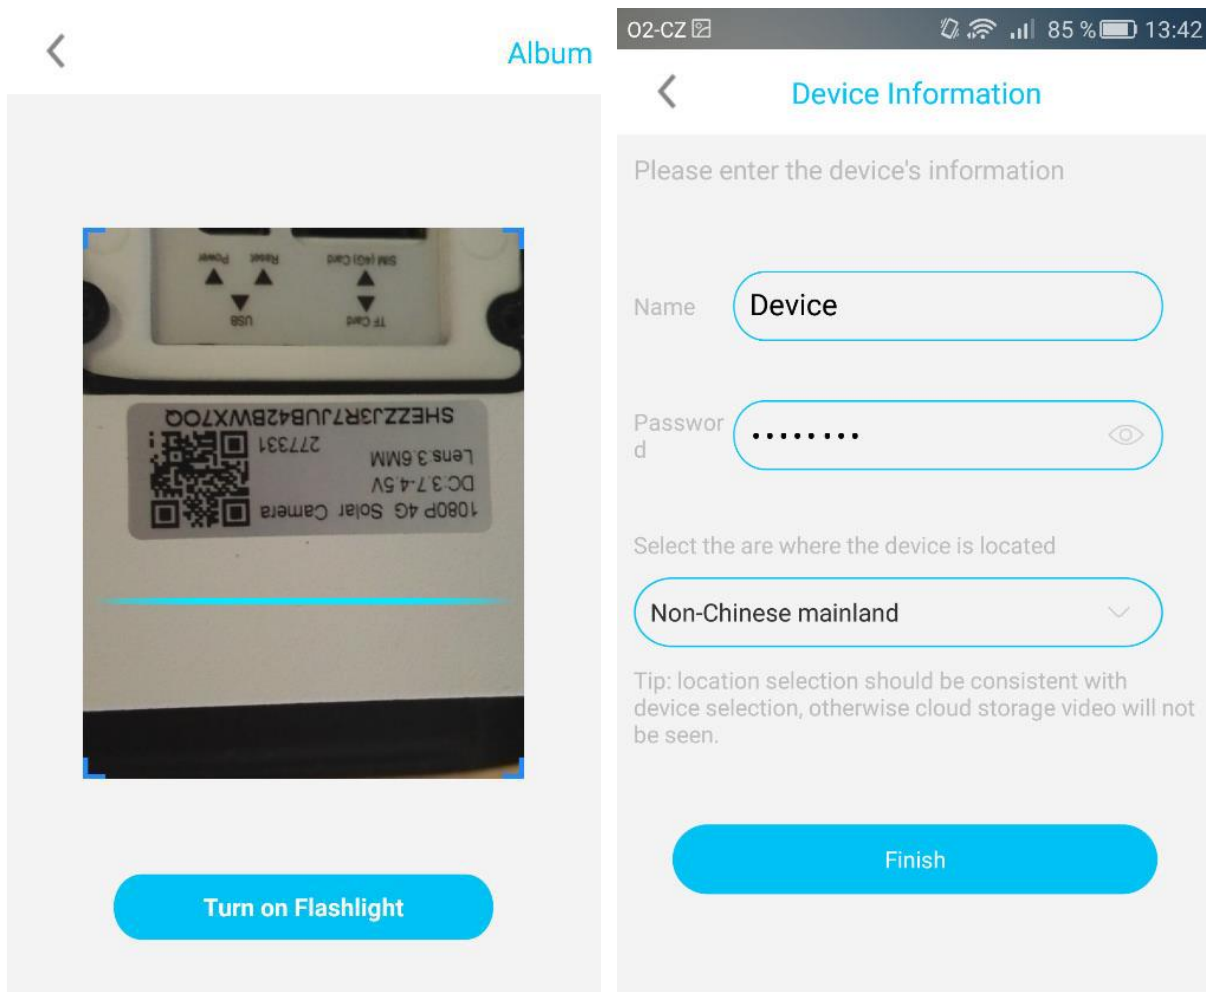 Album
Power
Reset
SIM (4G) Card
USB
TF Card
1080P 4G Solar Camera
DC:3.7-4.5V
Lens:3.6MM
277331
SHEZZJ3R7JUB42BWX7OQ
Turn on Flashlight
O2-CZ
85 %
13:42
Device Information
Please enter the device's information
Name
Device
Passwor
d
••••••••
Select the are where the device is located
Non-Chinese mainland
Tip: location selection should be consistent with
device selection, otherwise cloud storage video will not
be seen.
Finish